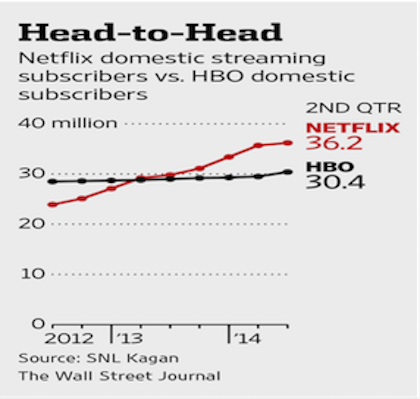 Head-to-Head
Netflix domestic streaming
subscribers vs. HBO domestic
subscribers
2ND QTR
NETFLIX
36.2
HBO
30.4
40 million
30
20
10
0
2012 '13 '14
Source: SNL Kagan
The Wall Street Journal